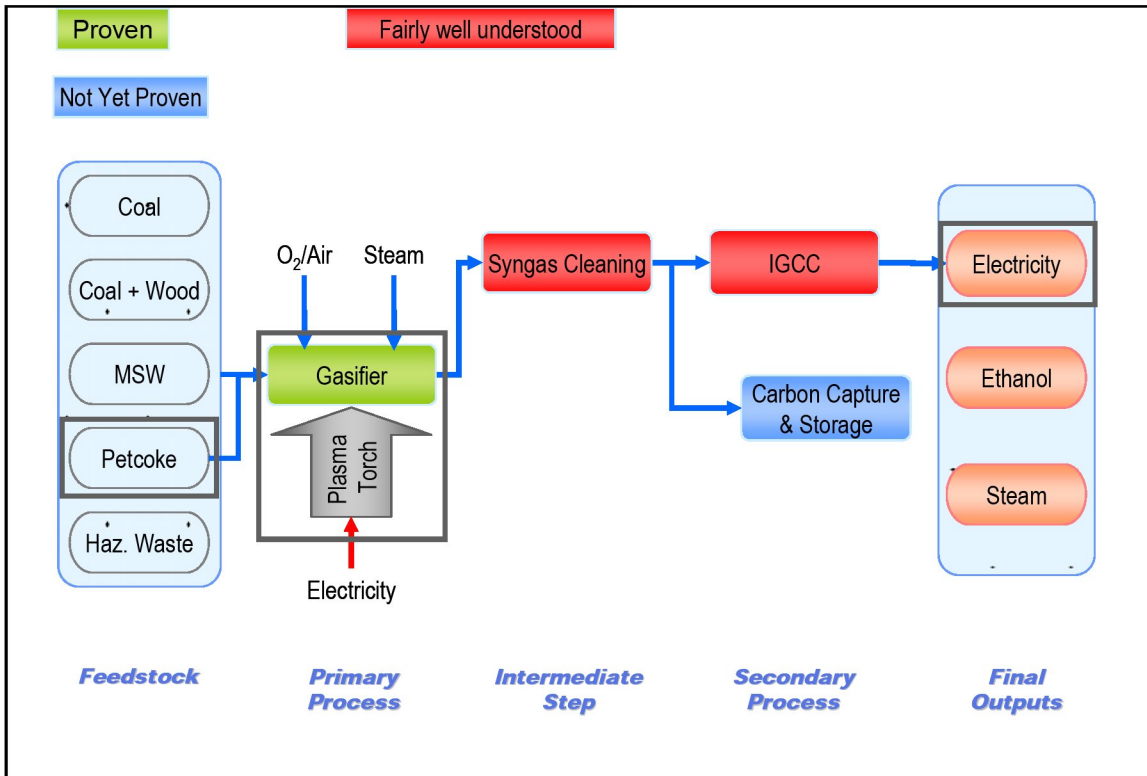 Proven
Fairly well understood
Not Yet Proven
Coal
Coal + Wood
MSW
Petcoke
Haz. Waste
O₂/Air
Steam
Gasifier
Plasma
Torch
Electricity
Syngas Cleaning
IGCC
Carbon Capture
& Storage
Electricity
Ethanol
Steam
Feedstock
Primary
Process
Intermediate
Step
Secondary
Process
Final
Outputs